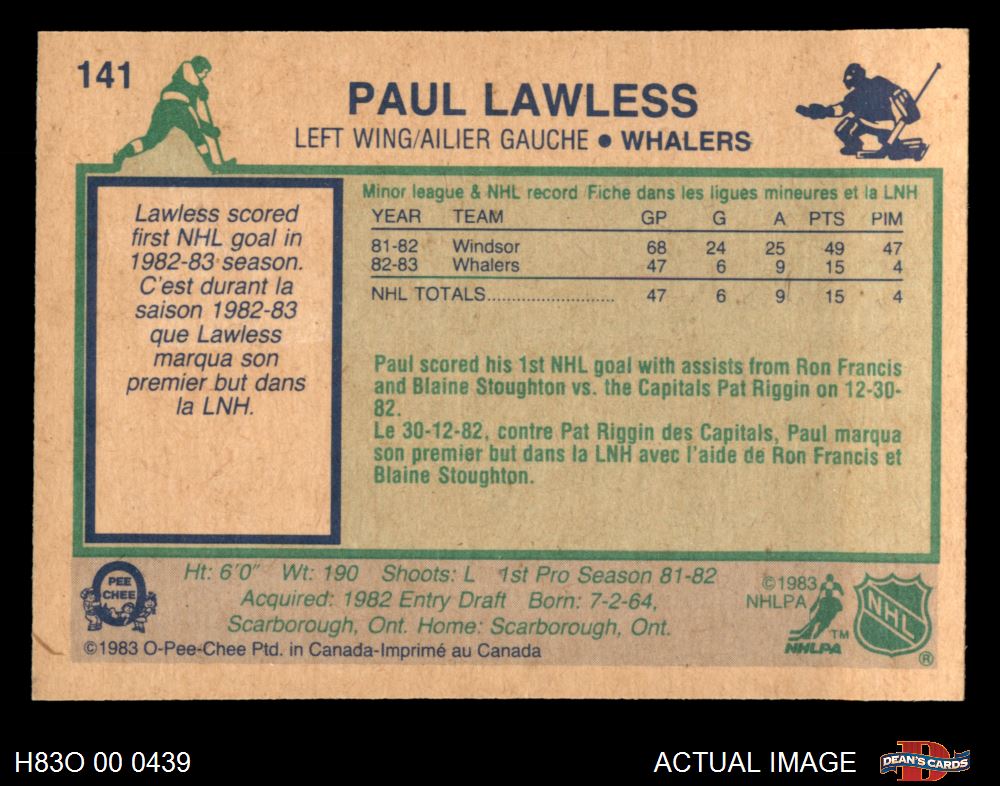 141
PAUL LAWLESS
LEFT WING/AILIER GAUCHE • WHALERS
Lawless scored
first NHL goal in
1982-83 season.
C'est durant la
saison 1982-83
que Lawless
marqua son
premier but dans
la LNH.
Minor league & NHL record/Fiche dans les ligues mineures et la LNH
YEAR TEAM GP G A PTS PIM
81-82 Windsor 68 24 25 49 47
82-83 Whalers 47 6 9 15 4
NHL TOTALS........................ 47 6 9 15 4
Paul scored his 1st NHL goal with assists from Ron Francis
and Blaine Stoughton vs. the Capitals Pat Riggin on 12-30-
82.
Le 30-12-82, contre Pat Riggin des Capitals, Paul marqua
son premier but dans la LNH avec l'aide de Ron Francis et
Blaine Stoughton.
PEE
CHEE
Ht: 6'0" Wt: 190 Shoots: L 1st Pro Season 81-82
Acquired: 1982 Entry Draft Born: 7-2-64,
Scarborough, Ont. Home: Scarborough, Ont.
©1983 O-Pee-Chee Ptd. in Canada-Imprimé au Canada
©1983
NHLPA
TM
NHLPA
NHL
®
H83O 00 0439
ACTUAL IMAGE
D
DEAN'S CARDS